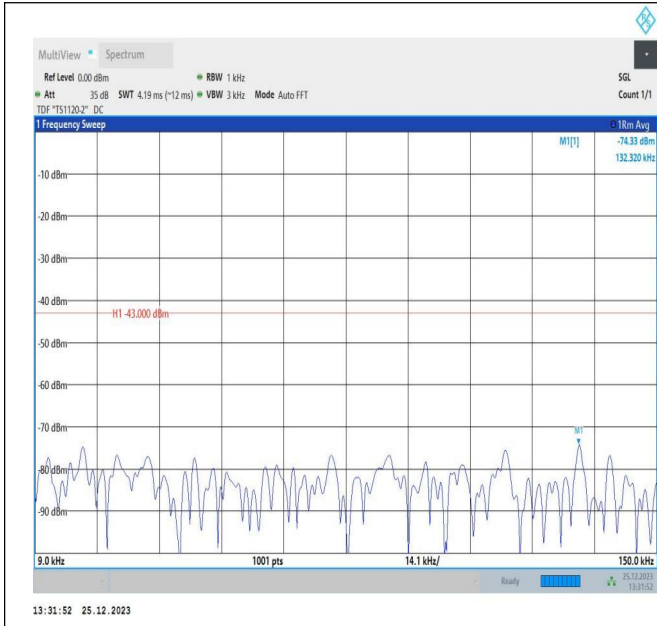 MultiView Spectrum
Ref Level 0.00 dBm RBW 1 kHz SGL
Att 35 dB SWT 4.19 ms (~12 ms) VBW 3 kHz Mode Auto FFT Count 1/1
TDF "TS1120-2" DC
1 Frequency Sweep 1Rm Avg
M1[1] -74.33 dBm
132.320 kHz
-10 dBm
-20 dBm
-30 dBm
-40 dBm
H1 -43.000 dBm
-50 dBm
-60 dBm
-70 dBm
M1
-80 dBm
-90 dBm
9.0 kHz 1001 pts 14.1 kHz/ 150.0 kHz
Ready 25.12.2023
13:31:52
13:31:52 25.12.2023